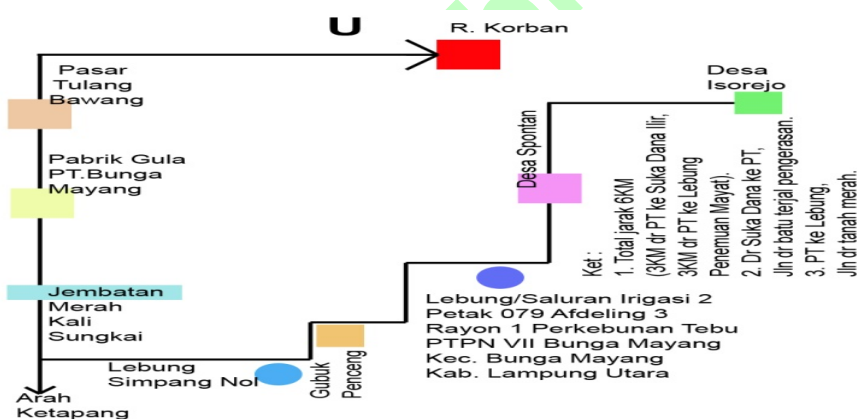 U
R. Korban
Pasar
Tulang
Bawang
Desa
Isorejo
Pabrik Gula
PT.Bunga
Mayang
Desa Spontan
Ket :
1. Total jarak 6KM
(3KM dr PT ke Suka Dana Ilir,
3KM dr PT ke Lebung
Penemuan Mayat).
2. Dr Suka Dana ke PT,
Jln dr batu terjal pengerasan.
3. PT ke Lebung,
Jln dr tanah merah.
Jembatan
Merah
Kali
Sungkai
Lebung/Saluran Irigasi 2
Petak 079 Afdeling 3
Rayon 1 Perkebunan Tebu
PTPN VII Bunga Mayang
Kec. Bunga Mayang
Kab. Lampung Utara
Lebung
Simpang Nol
Gubuk
Penceng
Arah
Ketapang